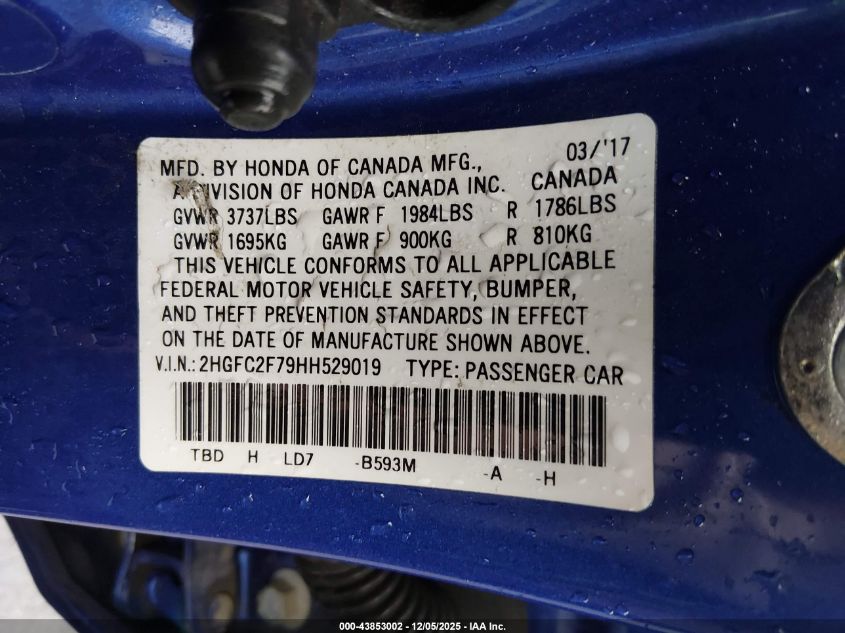 MFD. BY HONDA OF CANADA MFG., 03/'17
A DIVISION OF HONDA CANADA INC. CANADA
GVWR 3737LBS GAWR F 1984LBS R 1786LBS
GVWR 1695KG GAWR F 900KG R 810KG
THIS VEHICLE CONFORMS TO ALL APPLICABLE
FEDERAL MOTOR VEHICLE SAFETY, BUMPER,
AND THEFT PREVENTION STANDARDS IN EFFECT
ON THE DATE OF MANUFACTURE SHOWN ABOVE.
V.I.N.: 2HGFC2F79HH529019 TYPE: PASSENGER CAR
TBD H LD7 -B593M -A -H
000-43853002 - 12/05/2025 - IAA Inc.